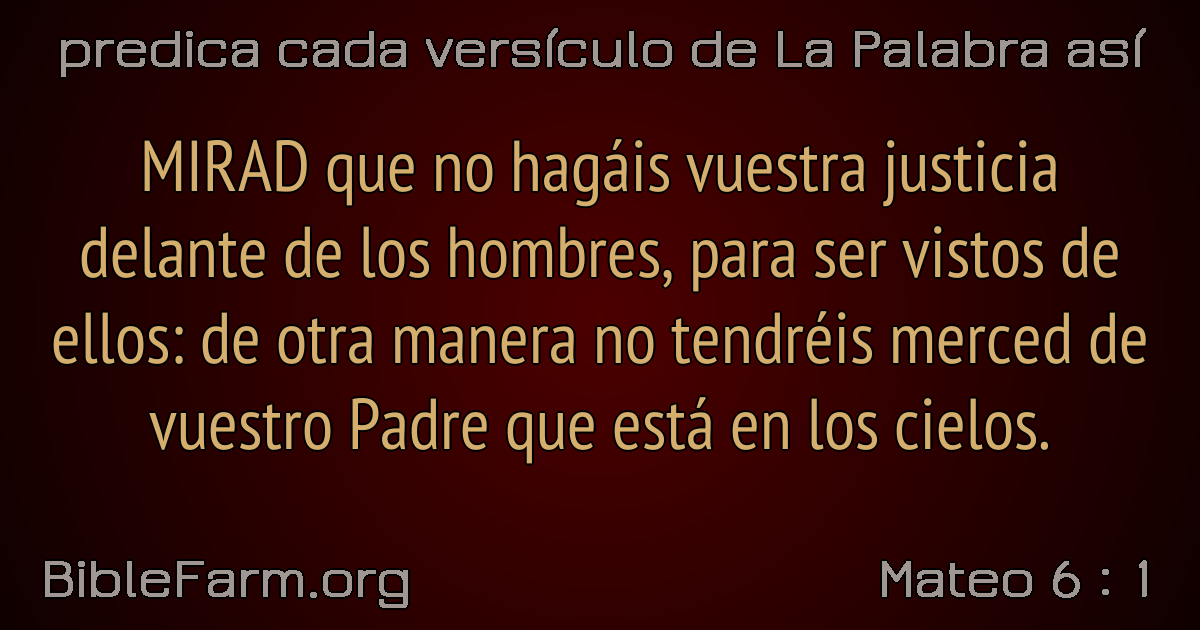 predica cada versículo de La Palabra así
MIRAD que no hagáis vuestra justicia
delante de los hombres, para ser vistos de
ellos: de otra manera no tendréis merced de
vuestro Padre que está en los cielos.
BibleFarm.org
Mateo 6 : 1